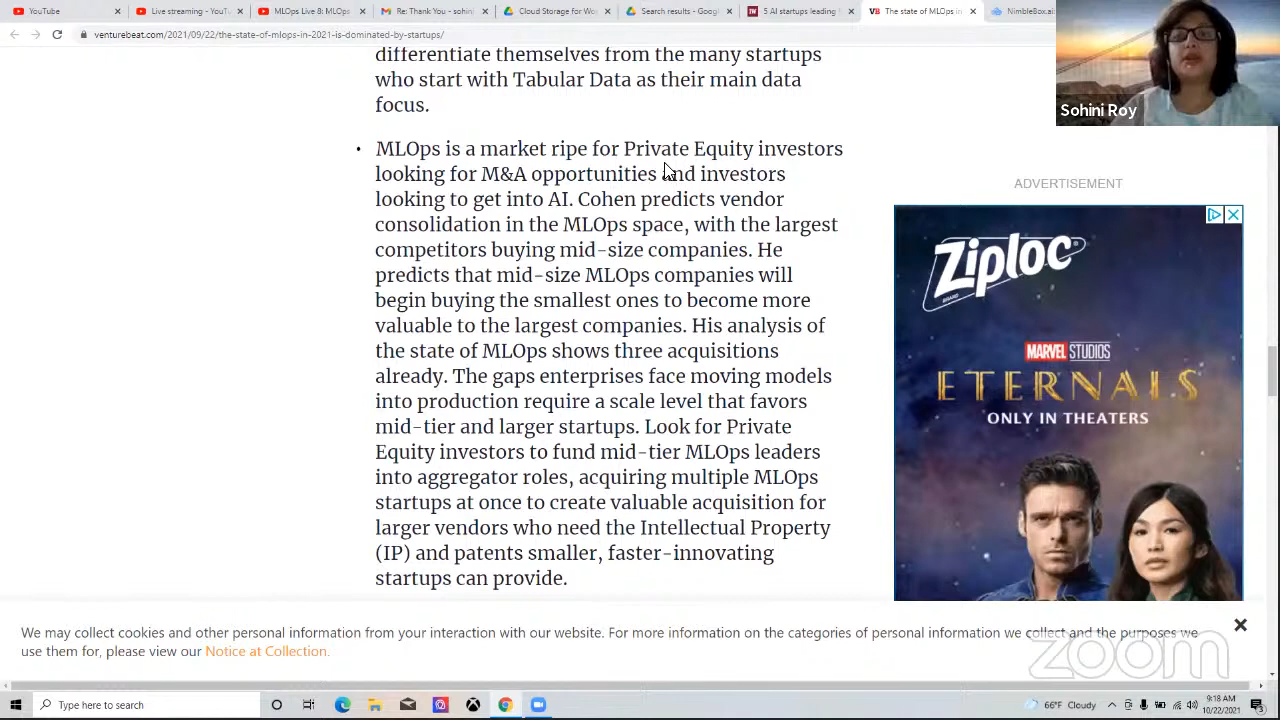 YouTube
Live streaming - YouTub
MLOps Live 8: MLOps
Re: Thank You - sohini
Cloud Storage for Wo
Search results - Googl
5 AI startups leading
VB The state of MLOps in
NimbleBox.ai
venturebeat.com/2021/09/22/the-state-of-mlops-in-2021-is-dominated-by-startups/
differentiate themselves from the many startups
who start with Tabular Data as their main data
focus.
• MLOps is a market ripe for Private Equity investors
looking for M&A opportunities and investors
looking to get into AI. Cohen predicts vendor
consolidation in the MLOps space, with the largest
competitors buying mid-size companies. He
predicts that mid-size MLOps companies will
begin buying the smallest ones to become more
valuable to the largest companies. His analysis of
the state of MLOps shows three acquisitions
already. The gaps enterprises face moving models
into production require a scale level that favors
mid-tier and larger startups. Look for Private
Equity investors to fund mid-tier MLOps leaders
into aggregator roles, acquiring multiple MLOps
startups at once to create valuable acquisition for
larger vendors who need the Intellectual Property
(IP) and patents smaller, faster-innovating
startups can provide.
Sohini Roy
ADVERTISEMENT
Ziploc®
BRAND
MARVEL STUDIOS
ETERNALS
ONLY IN THEATERS
We may collect cookies and other personal information from your interaction with our website. For more information on the categories of personal information we collect and the purposes we
use them for, please view our Notice at Collection.
zoom
Type here to search
66°F Cloudy
9:18 AM
10/22/2021